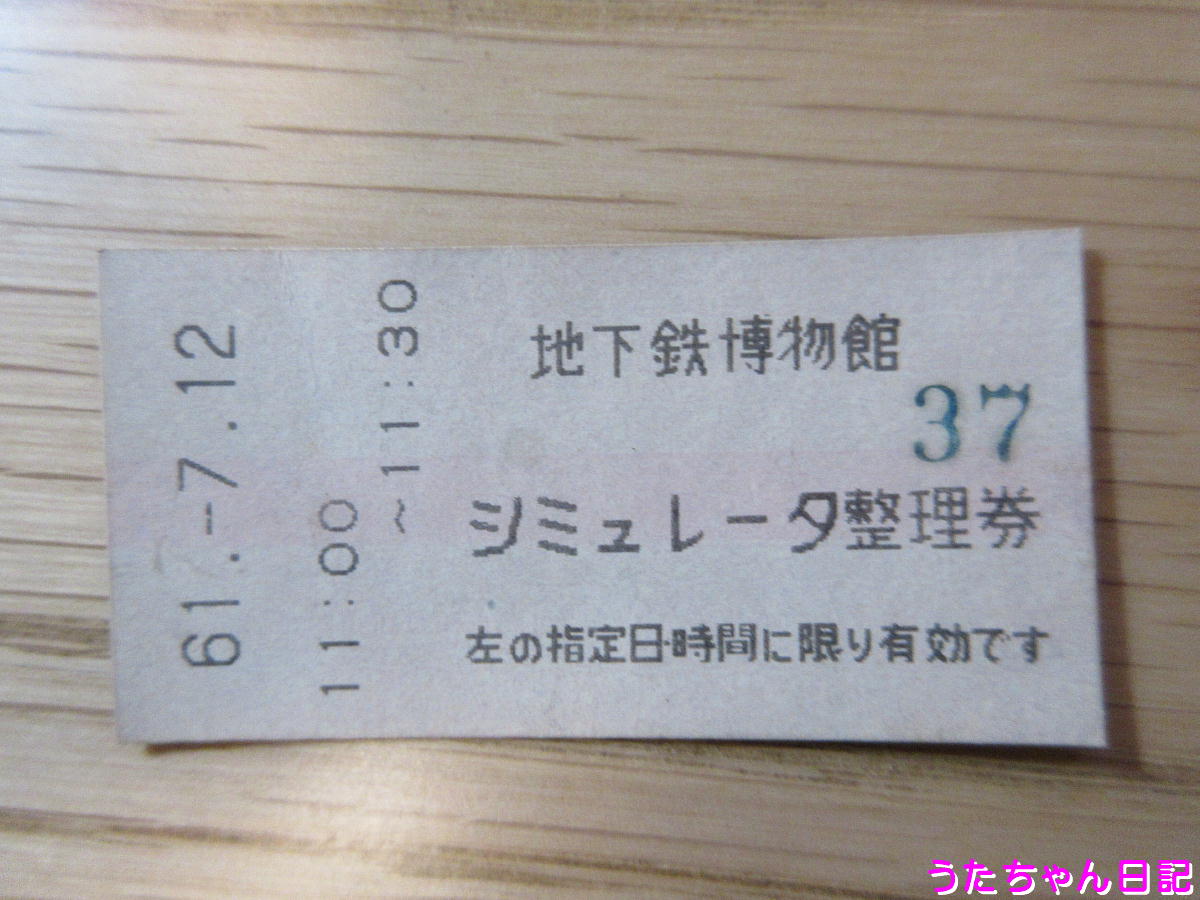 61.-7.12
11:00
~11:30
地下鉄博物館
37
シミュレータ整理券
左の指定日・時間に限り有効です
うたちゃん日記